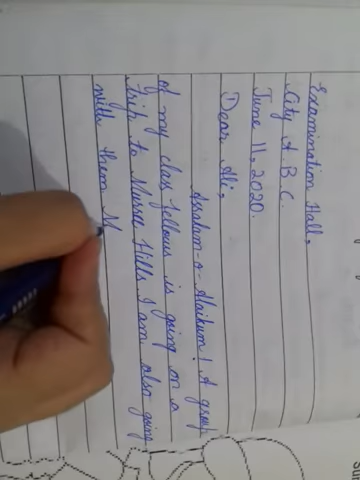 Examination Hall,
City A. B. C.
June 11, 2020.
Dear Ali,
Assalam-o-Alaikum! A group
of my class fellows is going on a
trip to Murree Hills I am also going
with them M